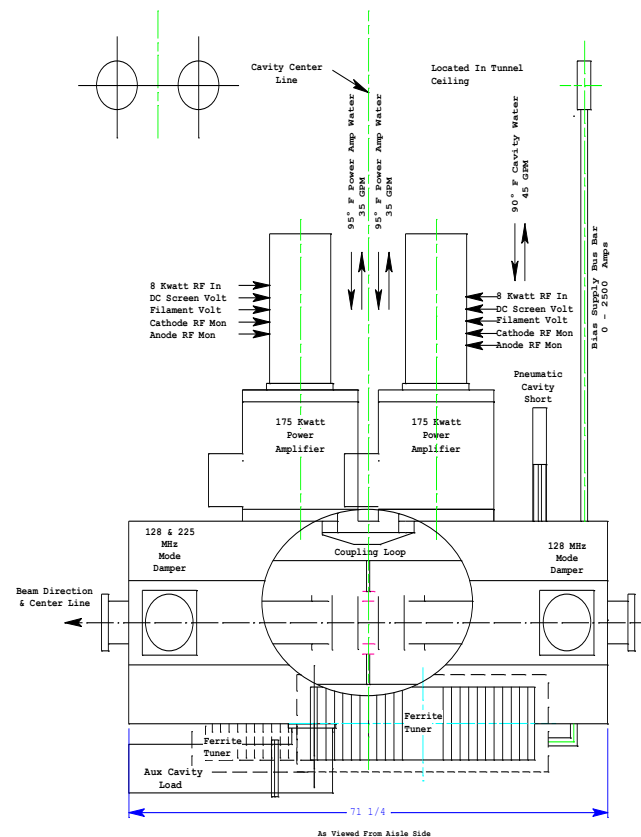 Cavity Center
Line
Located In Tunnel
Ceiling
95° F Power Amp Water
35 GPM
95° F Power Amp Water
35 GPM
90° F Cavity Water
45 GPM
Bias Supply Bus Bar
0 - 2500 Amps
8 Kwatt RF In
DC Screen Volt
Filament Volt
Cathode RF Mon
Anode RF Mon
8 Kwatt RF In
DC Screen Volt
Filament Volt
Cathode RF Mon
Anode RF Mon
Pneumatic
Cavity
Short
175 Kwatt
Power
Amplifier
175 Kwatt
Power
Amplifier
128 & 225
MHz
Mode
Damper
Coupling Loop
128 MHz
Mode
Damper
Beam Direction
& Center Line
Ferrite
Tuner
Ferrite
Tuner
Aux Cavity
Load
71 1/4
As Viewed From Aisle Side